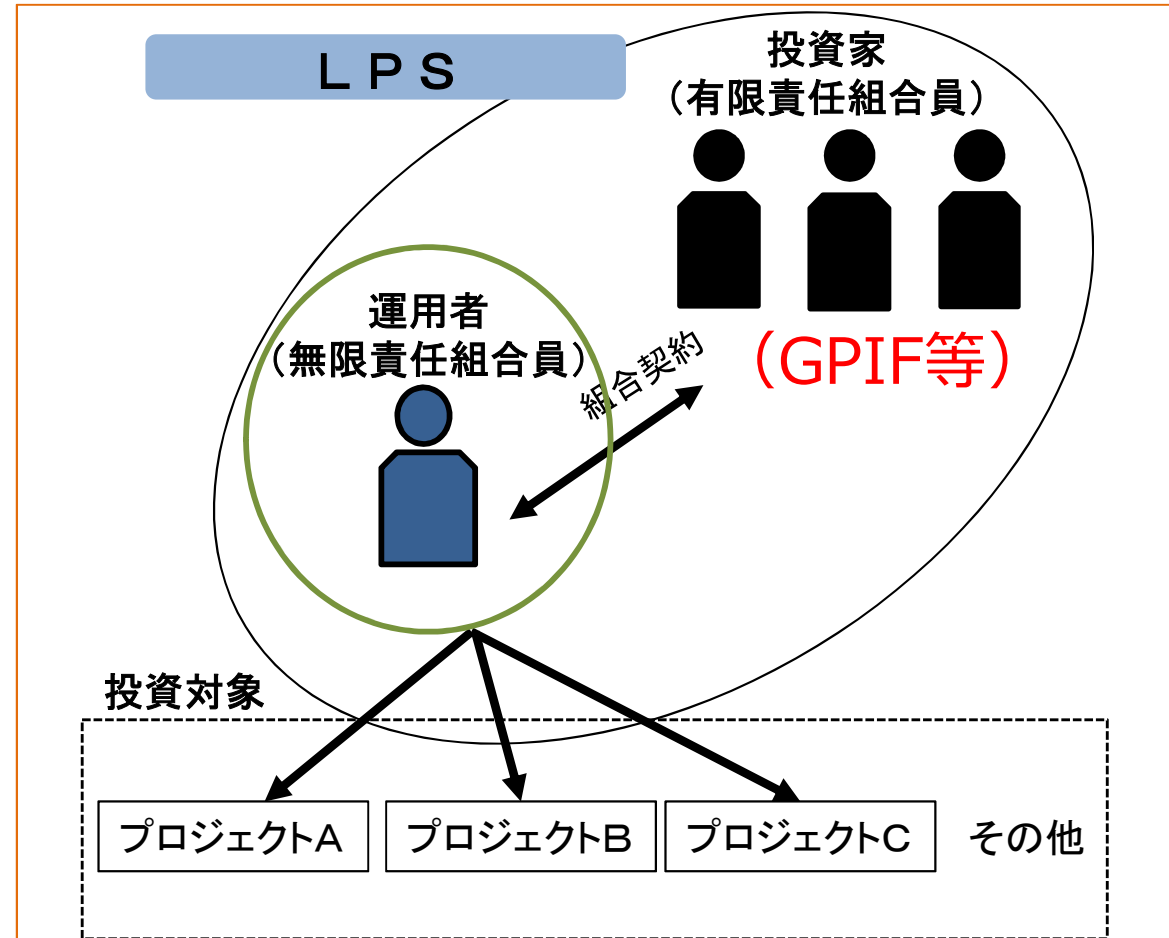 ＬＰＳ
投資家
（有限責任組合員）
（GPIF等）
運用者
（無限責任組合員）
組合契約
投資対象
プロジェクトＡ
プロジェクトＢ
プロジェクトＣ
その他